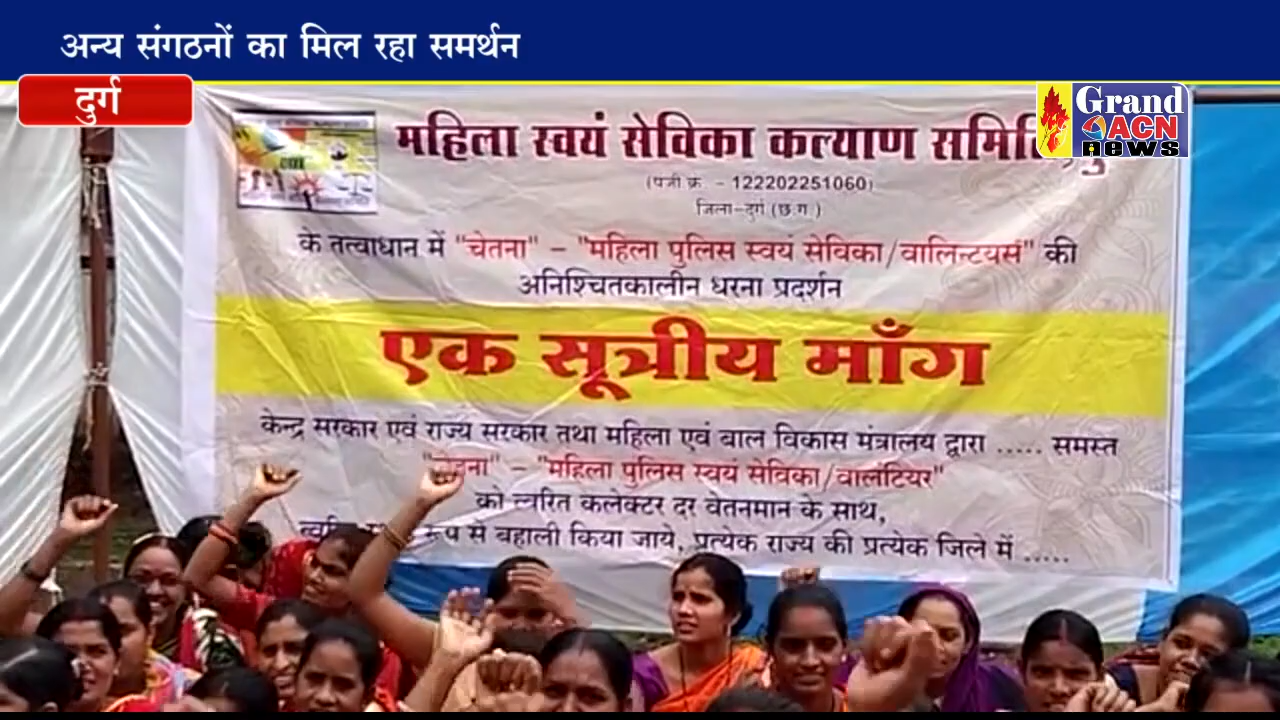 अन्य संगठनों का मिल रहा समर्थन
दुर्ग
Grand
ACN
news
महिला स्वयं सेविका कल्याण समिति
(पंजी क्र. - 122202251060)
जिला-दुर्ग (छ.ग.)
के तत्वाधान में "चेतना" - "महिला पुलिस स्वयं सेविका/वालिन्टयर्स" की
अनिश्चितकालीन धरना प्रदर्शन
एक सूत्रीय माँग
केन्द्र सरकार एवं राज्य सरकार तथा महिला एवं बाल विकास मंत्रालय द्वारा ..... समस्त
"चेतना" - "महिला पुलिस स्वयं सेविका/वालंटियर"
को त्वरित कलेक्टर दर वेतनमान के साथ,
रूप से बहाली किया जाये, प्रत्येक राज्य की प्रत्येक जिले में .....